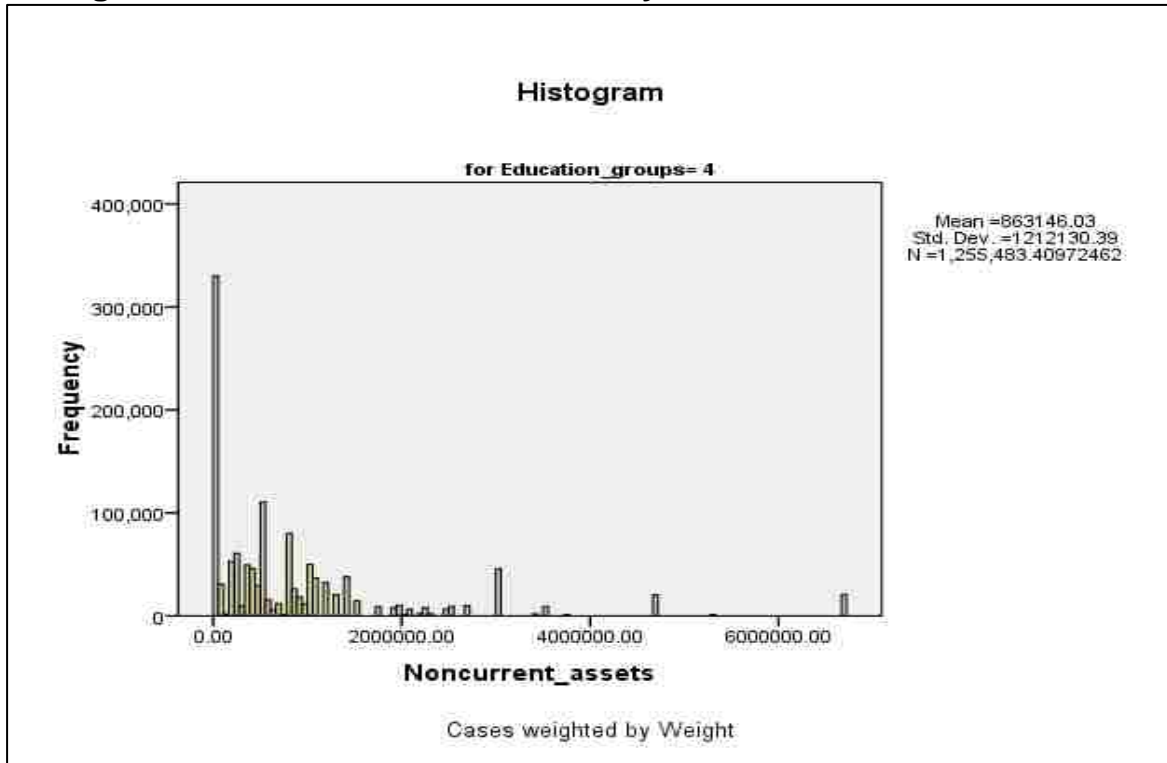 Histogram
for Education_groups= 4
Mean =863146.03
Std. Dev. =1212130.39
N =1,255,483.40972462
400,000
300,000
200,000
100,000
0
Frequency
0.00 2000000.00 4000000.00 6000000.00
Noncurrent_assets
Cases weighted by Weight